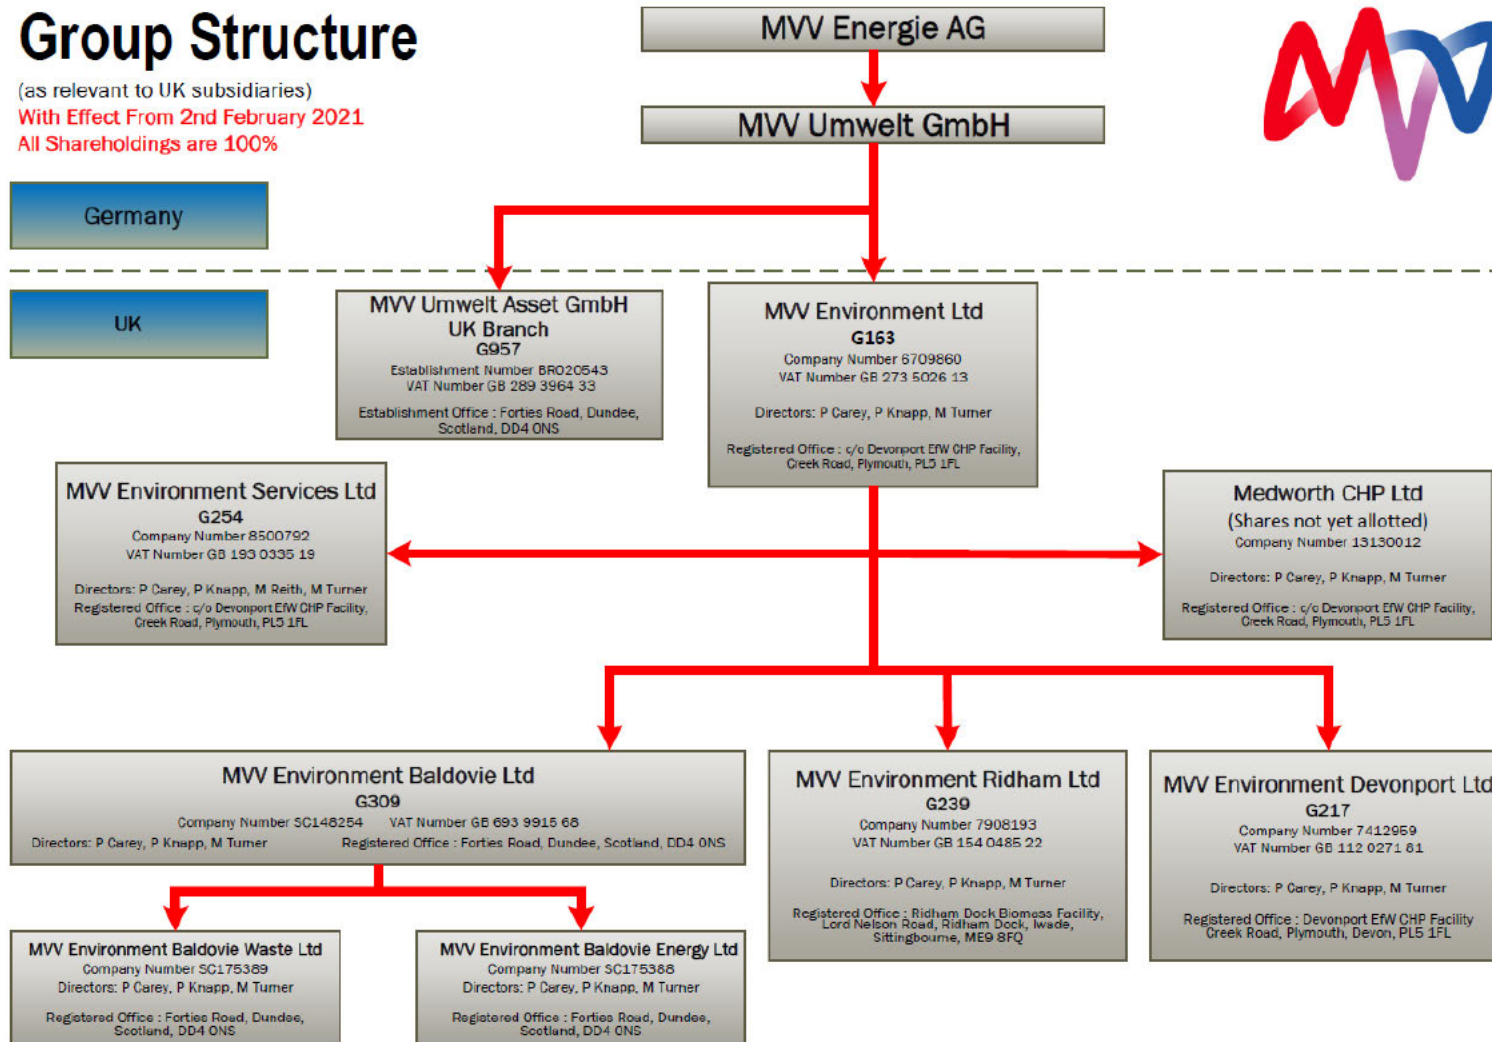 Group Structure
(as relevant to UK subsidiaries)
With Effect From 2nd February 2021
All Shareholdings are 100%
MVV Energie AG
MVV Umwelt GmbH
MVV
Germany
UK
MVV Umwelt Asset GmbH
UK Branch
G957
Establishment Number BR020543
VAT Number GB 289 3964 33
Establishment Office : Forties Road, Dundee,
Scotland, DD4 0NS
MVV Environment Ltd
G163
Company Number 6709860
VAT Number GB 273 5026 13
Directors: P Carey, P Knapp, M Turner
Registered Office : c/o Devonport EfW CHP Facility,
Creek Road, Plymouth, PL5 1FL
MVV Environment Services Ltd
G254
Company Number 8500792
VAT Number GB 193 0335 19
Directors: P Carey, P Knapp, M Reith, M Turner
Registered Office : c/o Devonport EfW CHP Facility,
Creek Road, Plymouth, PL5 1FL
Medworth CHP Ltd
(Shares not yet allotted)
Company Number 13130012
Directors: P Carey, P Knapp, M Turner
Registered Office : c/o Devonport EfW CHP Facility,
Creek Road, Plymouth, PL5 1FL
MVV Environment Baldovie Ltd
G309
Company Number SC148254 VAT Number GB 693 9915 68
Directors: P Carey, P Knapp, M Turner Registered Office : Forties Road, Dundee, Scotland, DD4 0NS
MVV Environment Ridham Ltd
G239
Company Number 7908193
VAT Number GB 154 0485 22
Directors: P Carey, P Knapp, M Turner
Registered Office : Ridham Dock Biomass Facility,
Lord Nelson Road, Ridham Dock, Iwade,
Sittingbourne, ME9 8FQ
MVV Environment Devonport Ltd
G217
Company Number 7412959
VAT Number GB 112 0271 81
Directors: P Carey, P Knapp, M Turner
Registered Office : Devonport EfW CHP Facility
Creek Road, Plymouth, Devon, PL5 1FL
MVV Environment Baldovie Waste Ltd
Company Number SC175389
Directors: P Carey, P Knapp, M Turner
Registered Office : Forties Road, Dundee,
Scotland, DD4 0NS
MVV Environment Baldovie Energy Ltd
Company Number SC175388
Directors: P Carey, P Knapp, M Turner
Registered Office : Forties Road, Dundee,
Scotland, DD4 0NS